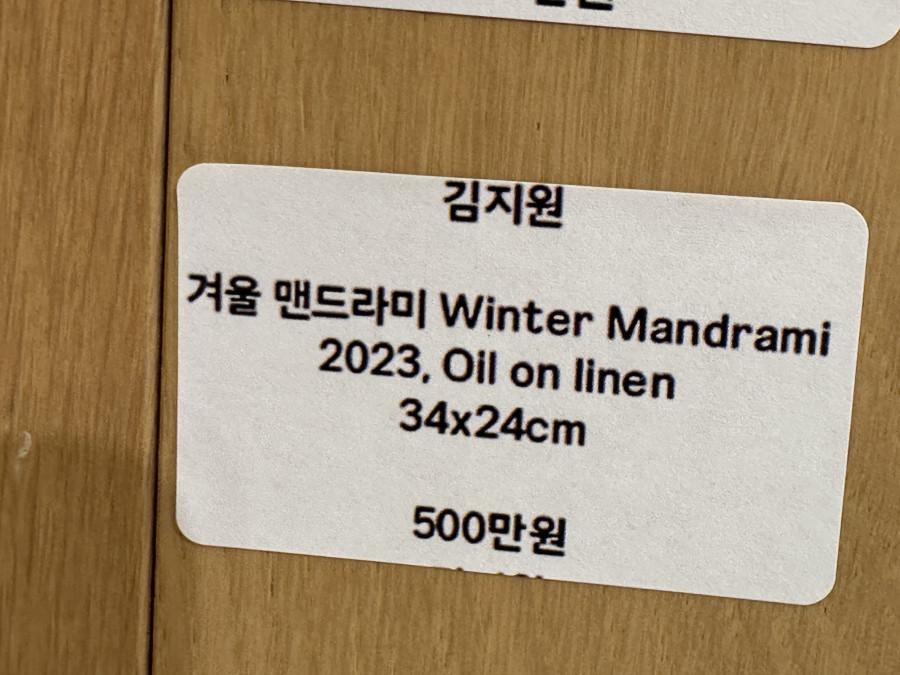 김지원
겨울 맨드라미 Winter Mandrami
2023, Oil on linen
34x24cm
500만원